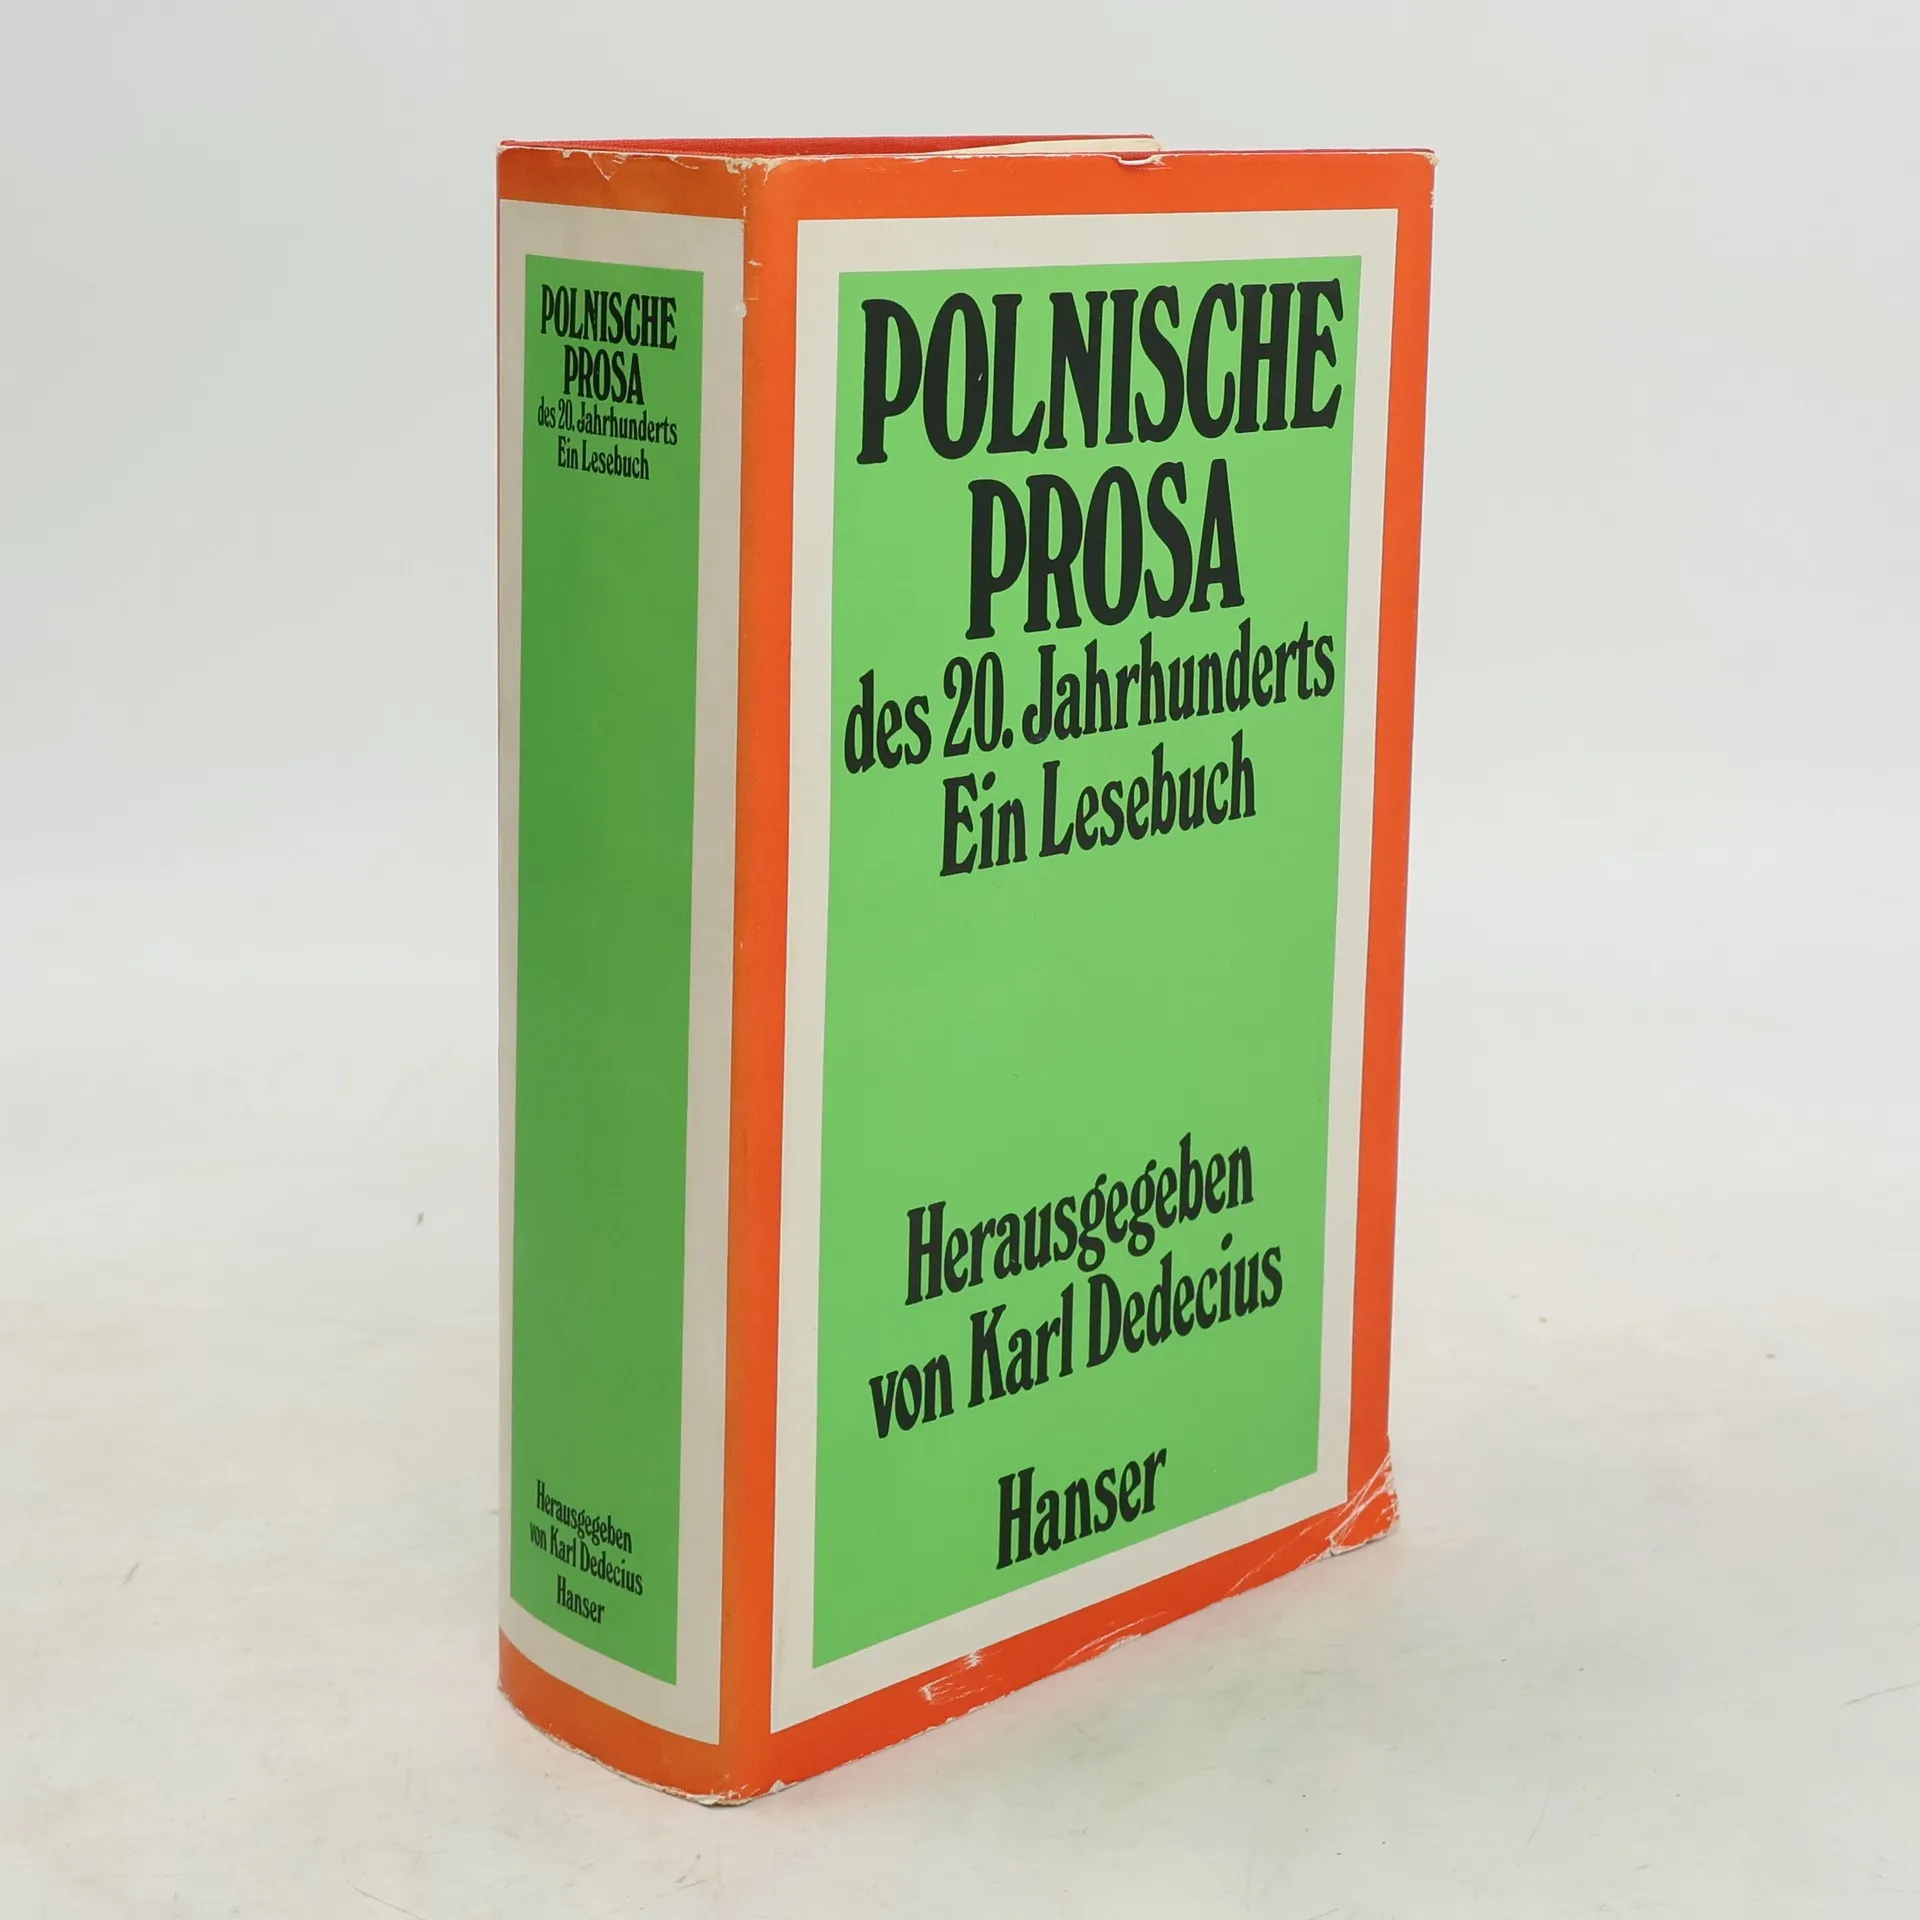 POLNISCHE
PROSA
des 20. Jahrhunderts
Ein Lesebuch
Herausgegeben
von Karl Dedecius
Hanser
POLNISCHE
PROSA
des 20. Jahrhunderts
Ein Lesebuch
Herausgegeben
von Karl Dedecius
Hanser